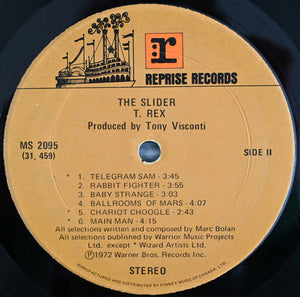 r
REPRISE RECORDS
THE SLIDER
T. REX
Produced by Tony Visconti
MS 2095
(31, 459)
SIDE II
* 1. TELEGRAM SAM - 3:45
2. RABBIT FIGHTER - 3:55
3. BABY STRANGE - 3:50
4. BALLROOMS OF MARS - 4:07
* 5. CHARIOT CHOOGLE - 2:43
* 6. MAIN MAN - 4:15
All selections written and composed by Marc Bolan
All selections published by Warrior Music Projects
Ltd. except * Wizard Artists Ltd.
Ⓟ1972 Warner Bros. Records Inc.
STEREO
MANUFACTURED AND DISTRIBUTED BY KINNEY MUSIC OF CANADA, LTD.